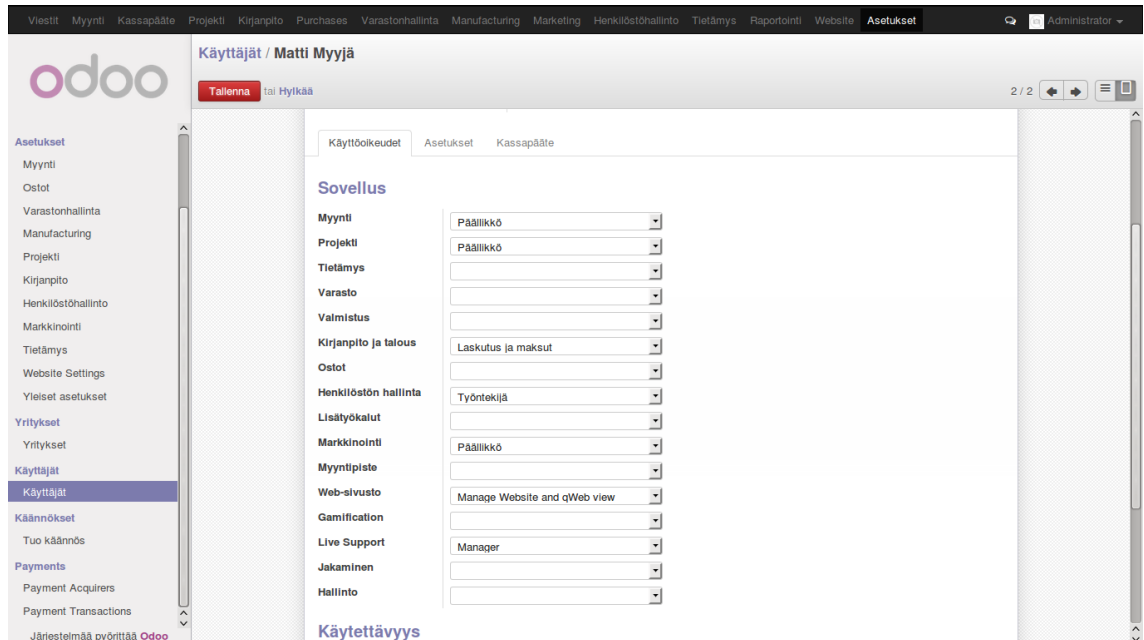 Viestit Myynti Kassapääte Projekti Kirjanpito Purchases Varastonhallinta Manufacturing Marketing Henkilöstöhallinto Tietämys Raportointi Website Asetukset Administrator
odoo
Käyttäjät / Matti Myyjä
Tallenna tai Hylkää
2 / 2
Asetukset
Myynti
Ostot
Varastonhallinta
Manufacturing
Projekti
Kirjanpito
Henkilöstöhallinto
Markkinointi
Tietämys
Website Settings
Yleiset asetukset
Yritykset
Yritykset
Käyttäjät
Käyttäjät
Käännökset
Tuo käännös
Payments
Payment Acquirers
Payment Transactions
Järjestelmää pyörittää Odoo
Käyttöoikeudet Asetukset Kassapääte
Sovellus
Myynti Päällikkö
Projekti Päällikkö
Tietämys
Varasto
Valmistus
Kirjanpito ja talous Laskutus ja maksut
Ostot
Henkilöstön hallinta Työntekijä
Lisätyökalut
Markkinointi Päällikkö
Myyntipiste
Web-sivusto Manage Website and qWeb view
Gamification
Live Support Manager
Jakaminen
Hallinto
Käytettävyys